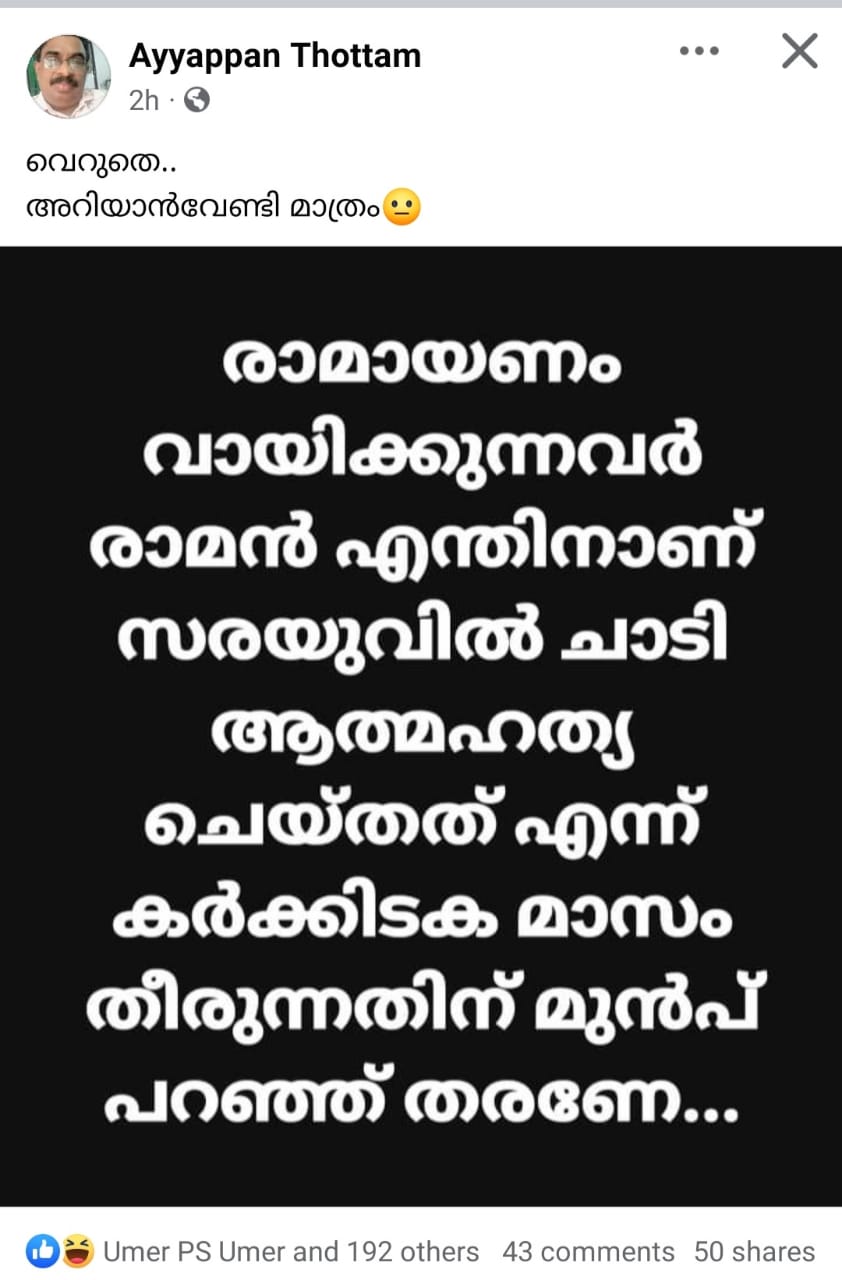 Ayyappan Thottam
2h ·
വെറുതെ..
അറിയാൻവേണ്ടി മാത്രം😐
രാമായണം
വായിക്കുന്നവർ
രാമൻ എന്തിനാണ്
സരയുവിൽ ചാടി
ആത്മഹത്യ
ചെയ്തത് എന്ന്
കർക്കിടക മാസം
തീരുന്നതിന് മുൻപ്
പറഞ്ഞ് തരണേ...
Umer PS Umer and 192 others 43 comments 50 shares